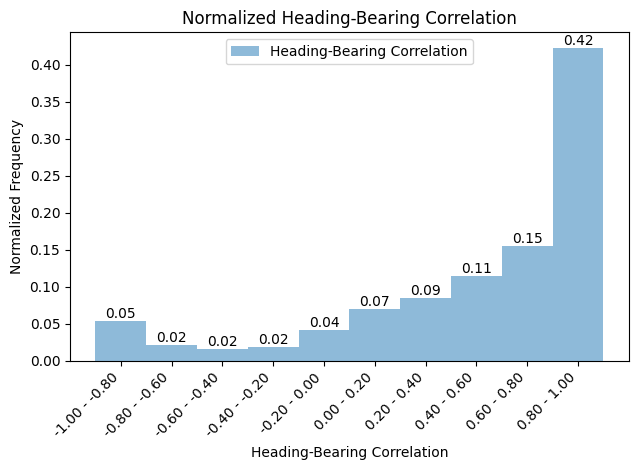 Normalized Heading-Bearing Correlation
Heading-Bearing Correlation
Normalized Frequency
0.40
0.35
0.30
0.25
0.20
0.15
0.10
0.05
0.00
0.05
0.02
0.02
0.02
0.04
0.07
0.09
0.11
0.15
0.42
-1.00 - -0.80
-0.80 - -0.60
-0.60 - -0.40
-0.40 - -0.20
-0.20 - 0.00
0.00 - 0.20
0.20 - 0.40
0.40 - 0.60
0.60 - 0.80
0.80 - 1.00
Heading-Bearing Correlation